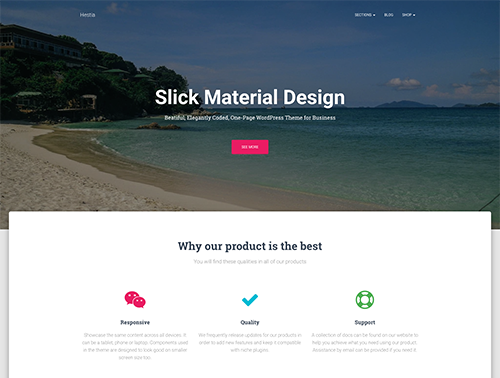 Hestia
SECTIONS
BLOG
SHOP
Slick Material Design
Beatiful, Elegantly Coded, One-Page WordPress Theme for Business
SEE MORE
Why our product is the best
You will find these qualities in all of our products
Responsive
Showcase the same content across all devices. It
can be a tablet, phone or laptop. Components used
in the theme are designed to look good on smaller
screen size too.
Quality
We frequently release updates for our products in
order to add new features and keep it compatible
with niche plugins.
Support
A collection of docs can be found on our website to
help you achieve what you need using our product.
Assistance by email can be provided if you need it.